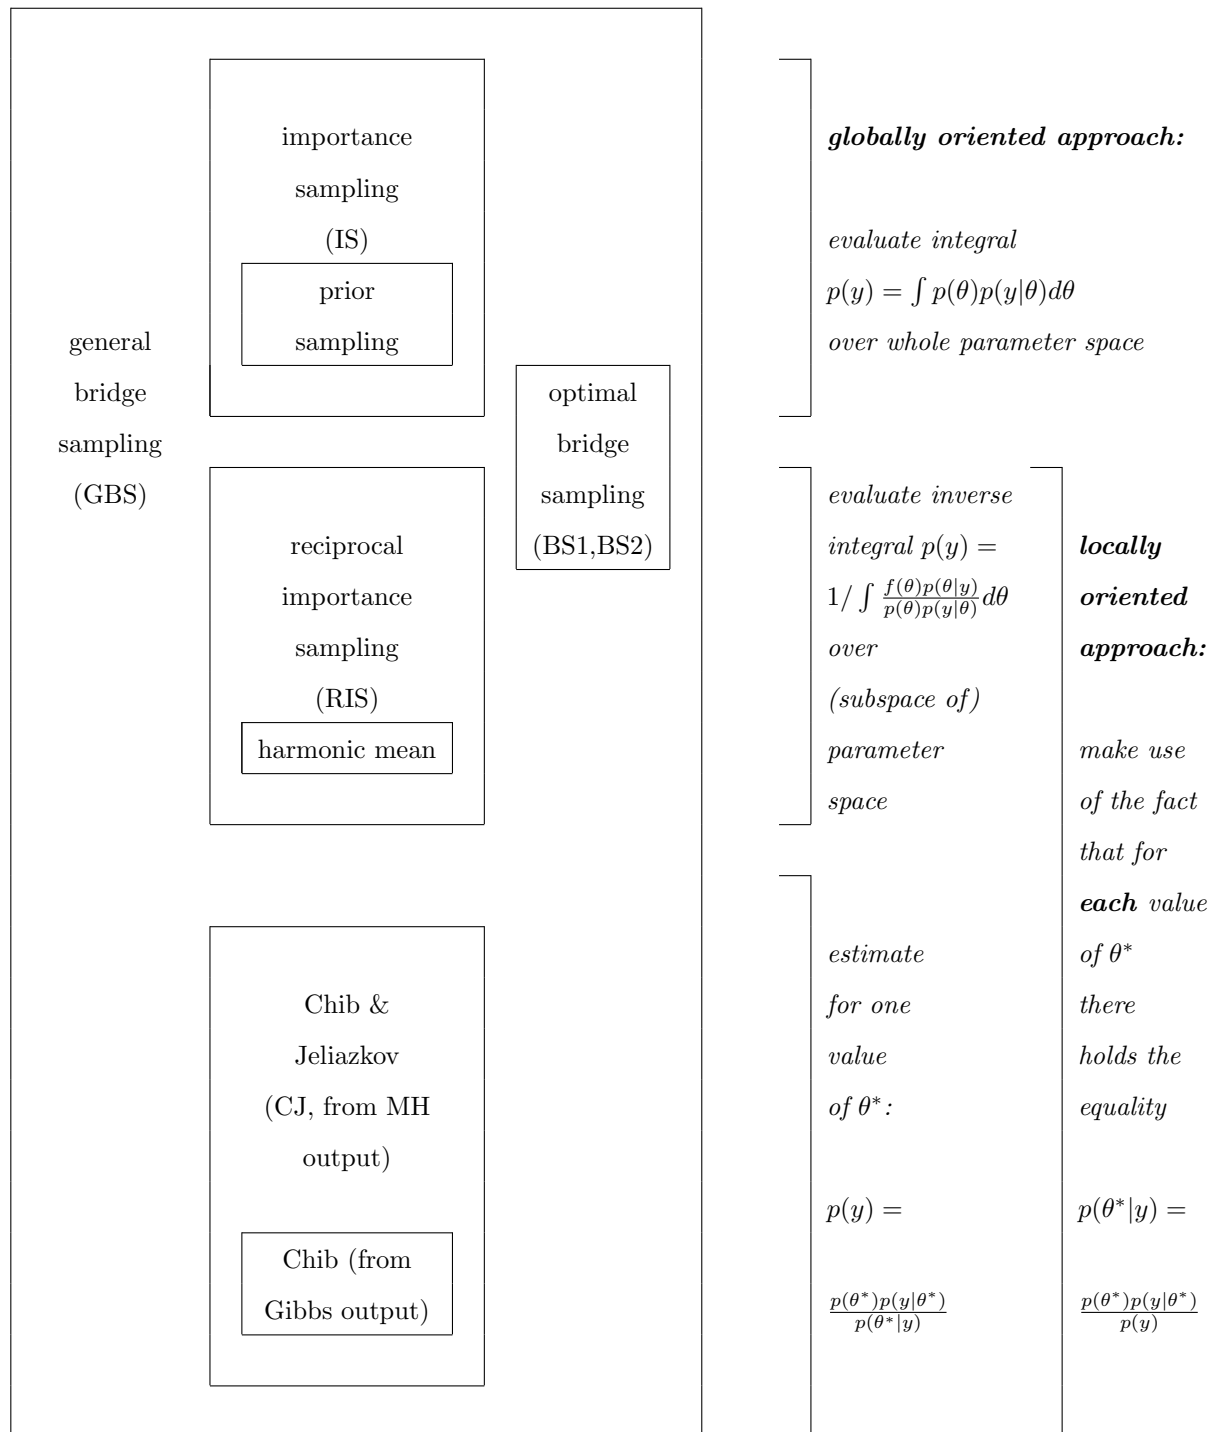 importance
sampling
(IS)
prior
sampling
general
bridge
sampling
(GBS)
optimal
bridge
sampling
(BS1,BS2)
reciprocal
importance
sampling
(RIS)
harmonic mean
Chib &
Jeliazkov
(CJ, from MH
output)
Chib (from
Gibbs output)
globally oriented approach:
evaluate integral
p(y) = ∫ p(θ)p(y|θ)dθ
over whole parameter space
evaluate inverse
integral p(y) =
1/ ∫ \frac{f(θ)p(θ|y)}{p(θ)p(y|θ)} dθ
over
(subspace of)
parameter
space
estimate
for one
value
of θ*:
p(y) =
\frac{p(θ*)p(y|θ*)}{p(θ*|y)}
locally
oriented
approach:
make use
of the fact
that for
each value
of θ*
there
holds the
equality
p(θ*|y) =
\frac{p(θ*)p(y|θ*)}{p(y)}